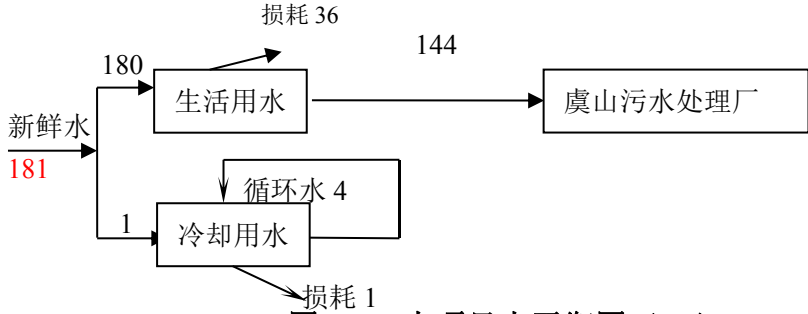 损耗 36
144
180
生活用水
虞山污水处理厂
新鲜水
181
循环水 4
1
冷却用水
损耗 1